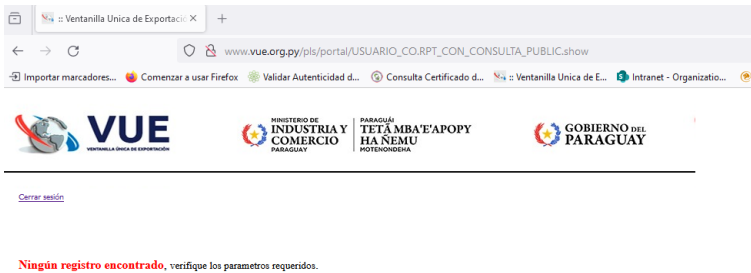 :: Ventanilla Unica de Exportació
www.vue.org.py/pls/portal/USUARIO_CO.RPT_CON_CONSULTA_PUBLIC.show
Importar marcadores... Comenzar a usar Firefox Validar Autenticidad d... Consulta Certificado d... :: Ventanilla Unica de E... Intranet - Organizatio...
VUE
VENTANILLA ÚNICA DE EXPORTACIÓN
MINISTERIO DE
INDUSTRIA Y
COMERCIO
PARAGUAY
PARAGUÁI
TETÃ MBA'E'APOPY
HA ÑEMU
MOTENONDEHA
GOBIERNO DEL
PARAGUAY
Cerrar sesión
Ningún registro encontrado, verifique los parametros requeridos.